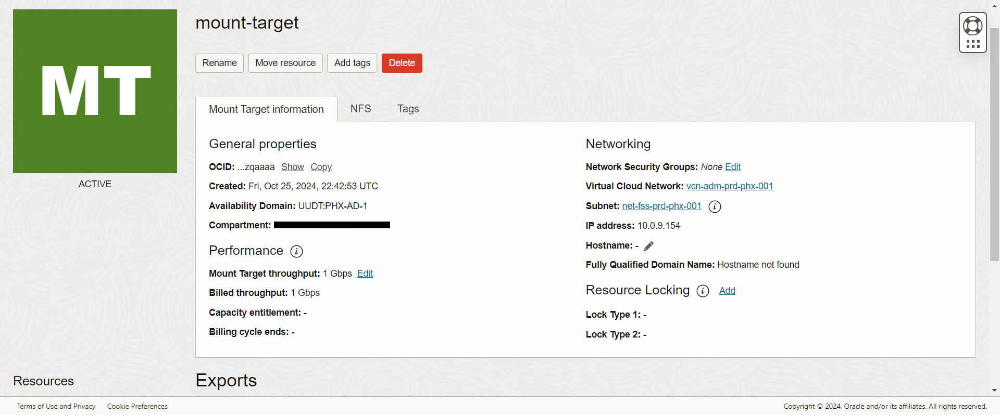 mount-target
MT
ACTIVE
Rename Move resource Add tags Delete
Mount Target information NFS Tags
General properties
OCID: ...zqaaaa Show Copy
Created: Fri, Oct 25, 2024, 22:42:53 UTC
Availability Domain: UUDT:PHX-AD-1
Compartment:
Performance
Mount Target throughput: 1 Gbps Edit
Billed throughput: 1 Gbps
Capacity entitlement: -
Billing cycle ends: -
Networking
Network Security Groups: None Edit
Virtual Cloud Network: vcn-adm-prd-phx-001
Subnet: net-fss-prd-phx-001
IP address: 10.0.9.154
Hostname: -
Fully Qualified Domain Name: Hostname not found
Resource Locking Add
Lock Type 1: -
Lock Type 2: -
Resources
Exports
Terms of Use and Privacy Cookie Preferences
Copyright © 2024, Oracle and/or its affiliates. All rights reserved.